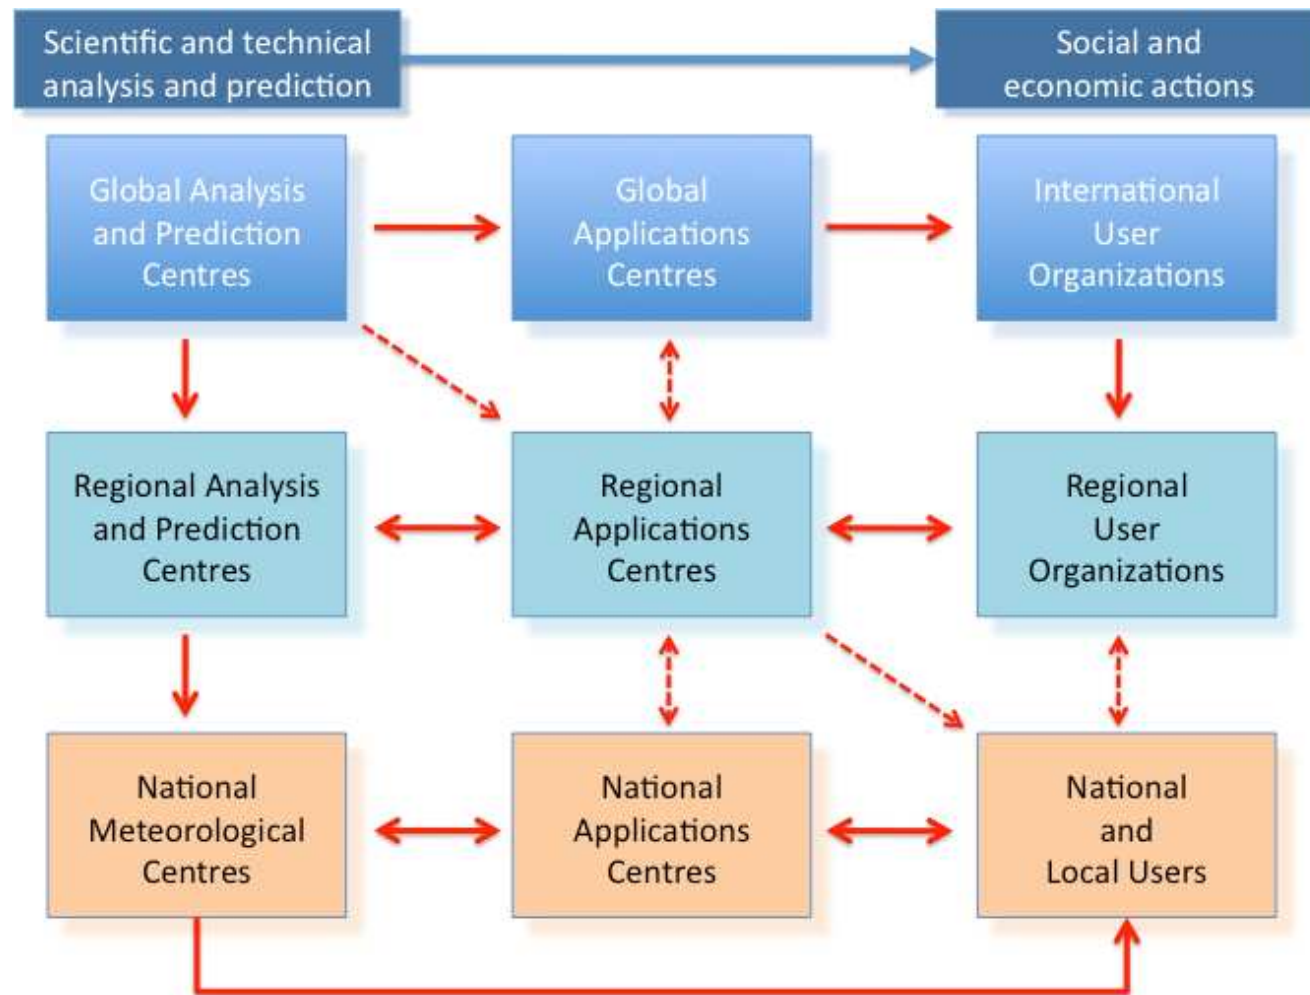 Scientific and technical
analysis and prediction
Social and
economic actions
Global Analysis
and Prediction
Centres
Global
Applications
Centres
International
User
Organizations
Regional Analysis
and Prediction
Centres
Regional
Applications
Centres
Regional
User
Organizations
National
Meteorological
Centres
National
Applications
Centres
National
and
Local Users